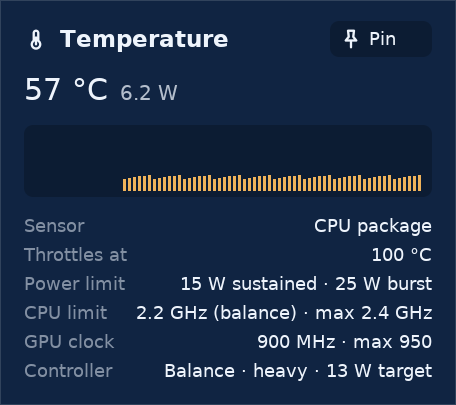 Temperature
Pin
57 °C 6.2 W
Sensor CPU package
Throttles at 100 °C
Power limit 15 W sustained · 25 W burst
CPU limit 2.2 GHz (balance) · max 2.4 GHz
GPU clock 900 MHz · max 950
Controller Balance · heavy · 13 W target